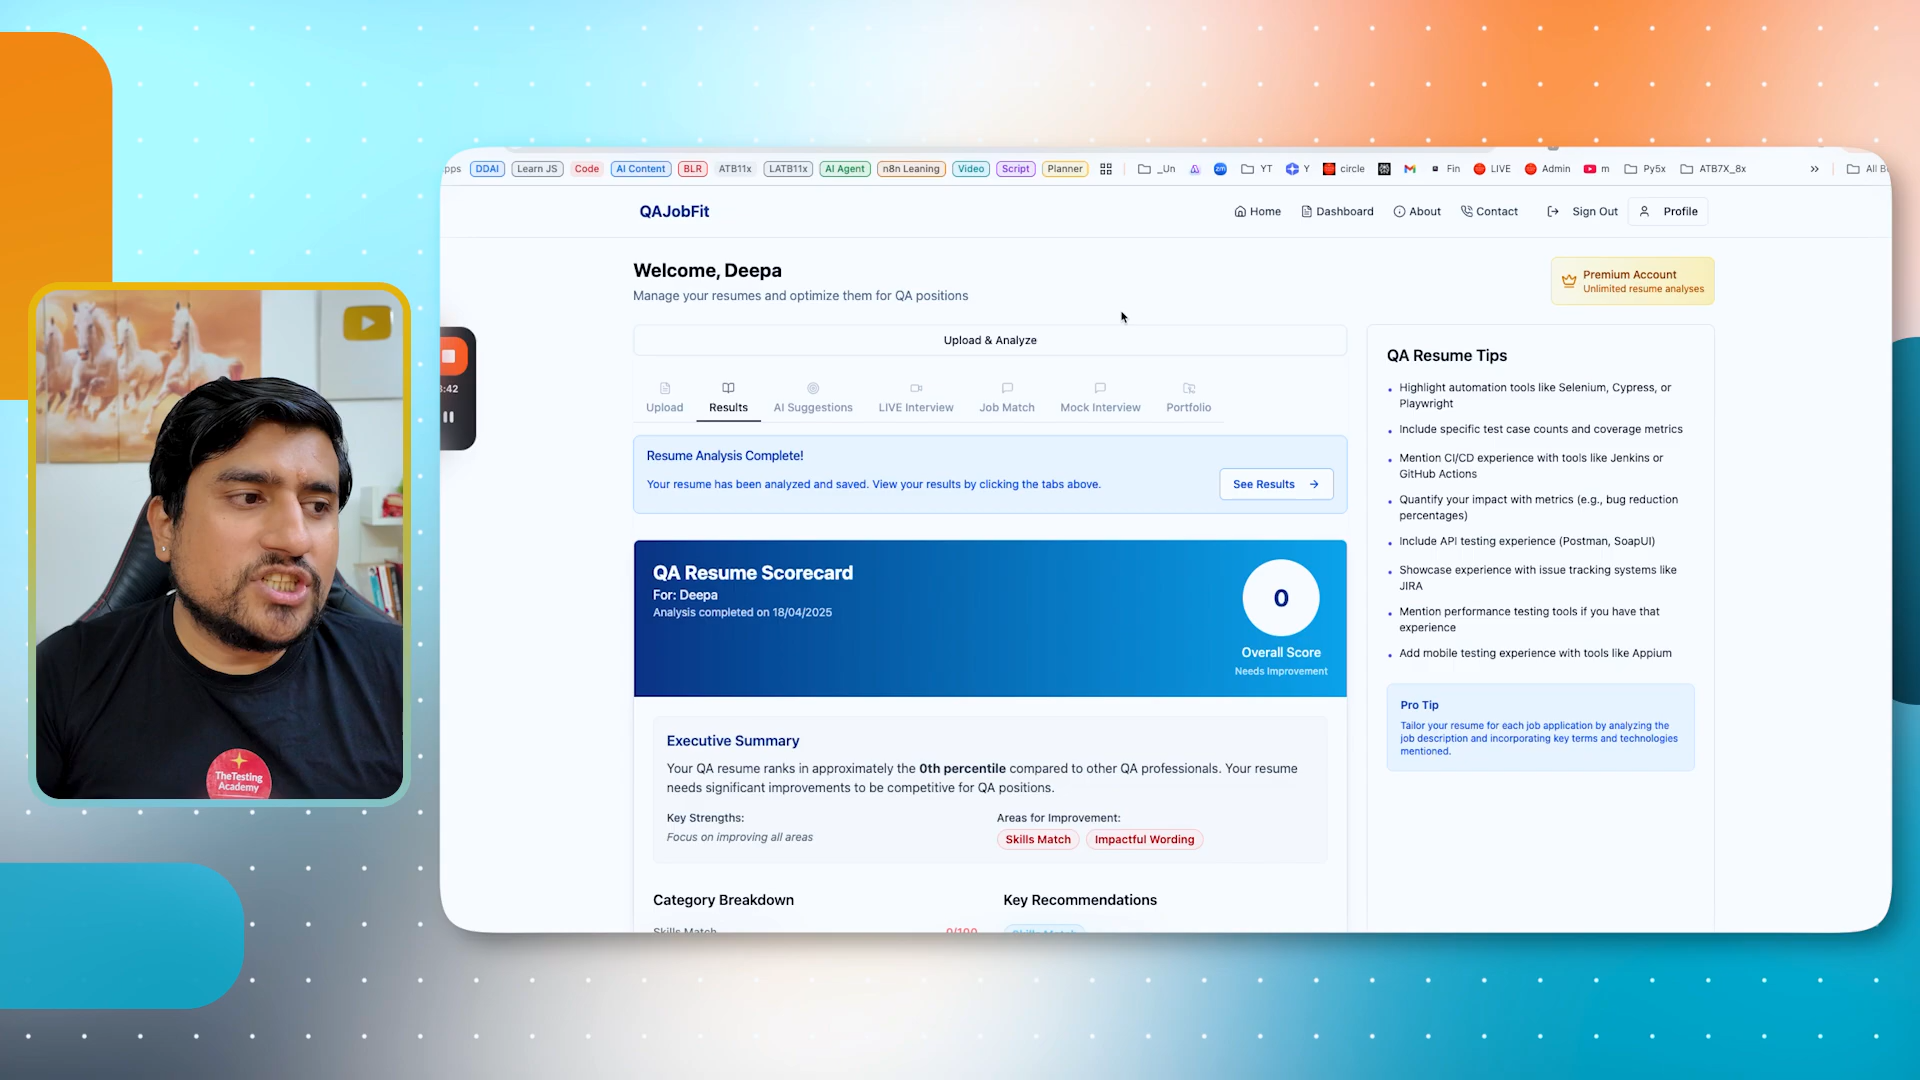 DDAI Learn JS Code AI Content BLR ATB11x LATB11x AI Agent n8n Leaning Video Script Planner _Un YT Y circle Fin LIVE Admin m Py5x ATB7X_8x » All
QAJobFit
Home Dashboard About Contact Sign Out Profile
Welcome, Deepa
Manage your resumes and optimize them for QA positions
Premium Account
Unlimited resume analyses
Upload & Analyze
Upload Results AI Suggestions LIVE Interview Job Match Mock Interview Portfolio
Resume Analysis Complete!
Your resume has been analyzed and saved. View your results by clicking the tabs above.
See Results
QA Resume Scorecard
For: Deepa
Analysis completed on 18/04/2025
0
Overall Score
Needs Improvement
Executive Summary
Your QA resume ranks in approximately the 0th percentile compared to other QA professionals. Your resume
needs significant improvements to be competitive for QA positions.
Key Strengths:
Focus on improving all areas
Areas for Improvement:
Skills Match Impactful Wording
Category Breakdown
Key Recommendations
Skills Match 0/100
Skills Match
QA Resume Tips
• Highlight automation tools like Selenium, Cypress, or
Playwright
• Include specific test case counts and coverage metrics
• Mention CI/CD experience with tools like Jenkins or
GitHub Actions
• Quantify your impact with metrics (e.g., bug reduction
percentages)
• Include API testing experience (Postman, SoapUI)
• Showcase experience with issue tracking systems like
JIRA
• Mention performance testing tools if you have that
experience
• Add mobile testing experience with tools like Appium
Pro Tip
Tailor your resume for each job application by analyzing the
job description and incorporating key terms and technologies
mentioned.
:42
TheTesting
Academy